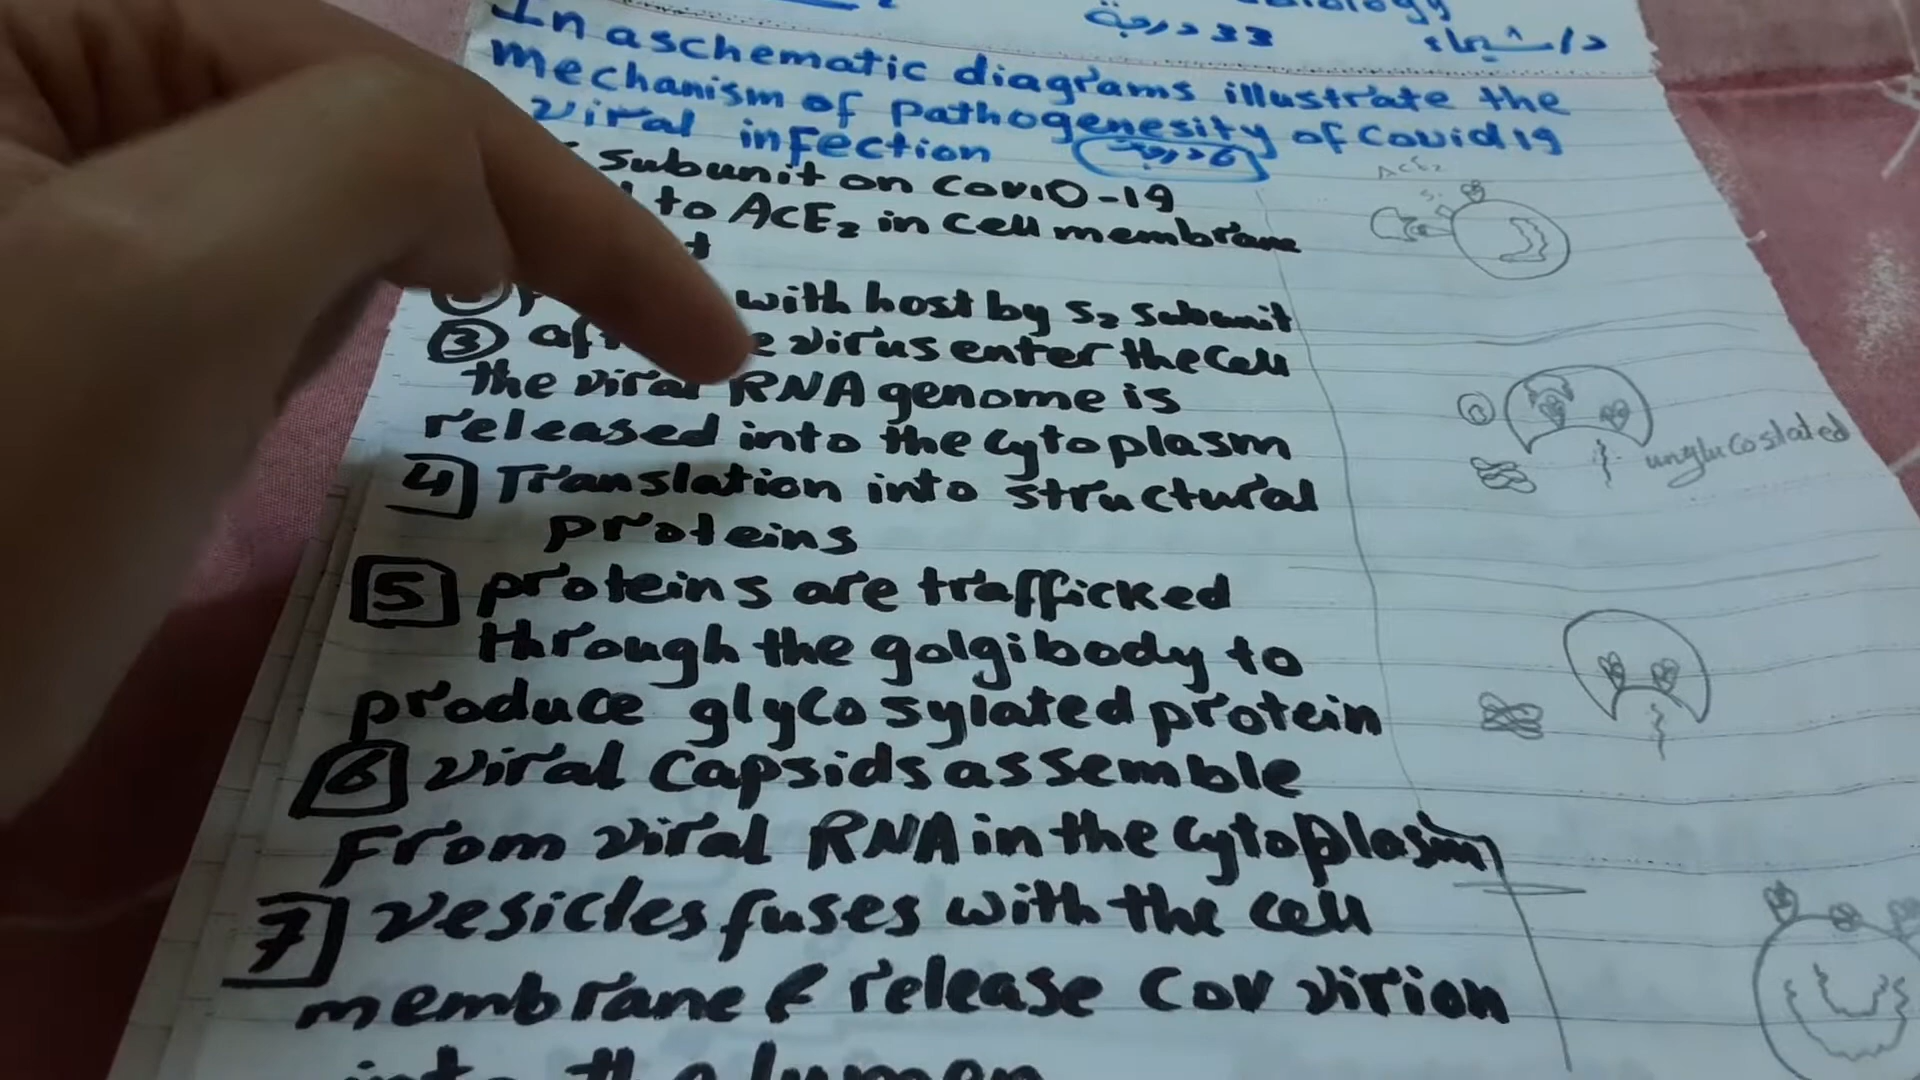 33 درجة
د/شيماء
In aschematic diagrams illustrate the
mechanism of pathogenesity of Covid19
viral infection
6 درجات
subunit on COVID-19
to ACE2 in cell membrane
with host by S2 subunit
3 virus enter the cell
the viral RNA genome is
released into the cytoplasm
4 Translation into structural
proteins
5 proteins are trafficked
through the golgibody to
produce glycosylated protein
6 viral capsids assemble
From viral RNA in the cytoplasm
7 vesicles fuses with the cell
membrane & release Cov virion
ACE2
unglucoslated